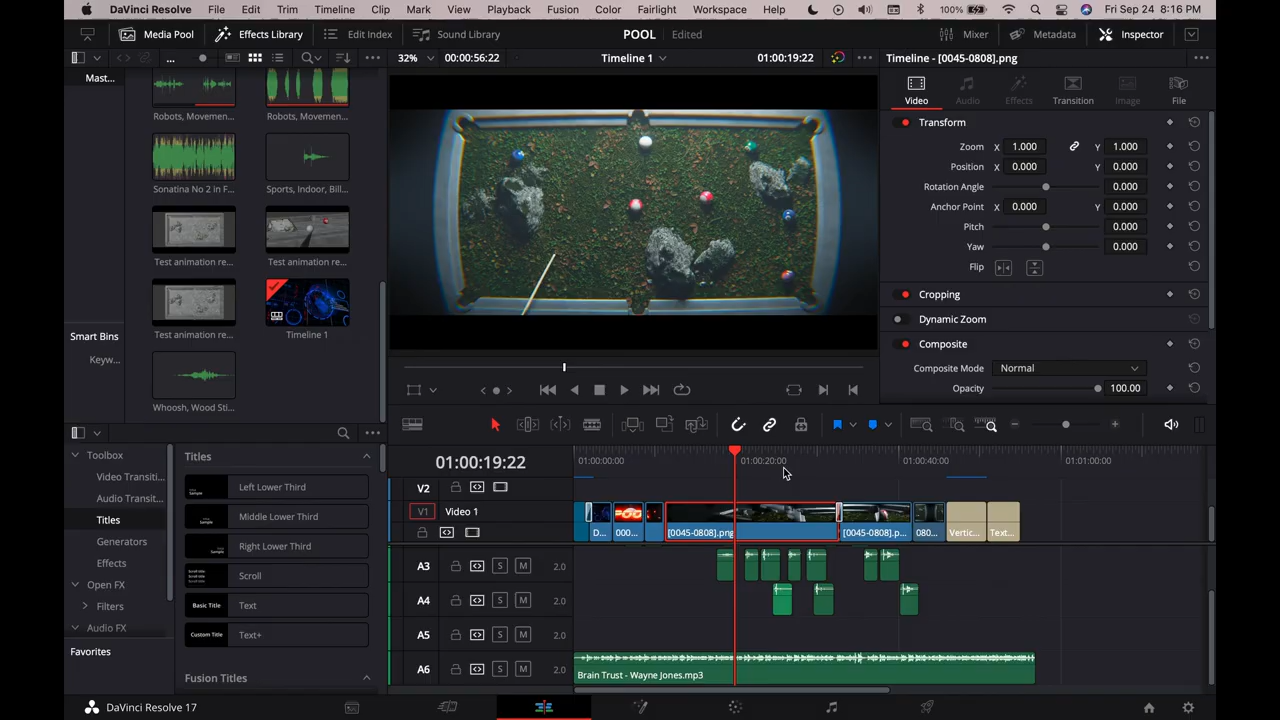 DaVinci Resolve File Edit Trim Timeline Clip Mark View Playback Fusion Color Fairlight Workspace Help 100% Fri Sep 24 8:16 PM
Media Pool Effects Library Edit Index Sound Library POOL Edited Mixer Metadata Inspector
... 32% 00:00:56:22 Timeline 1 01:00:19:22 Timeline - [0045-0808].png
Mast...
Robots, Movemen...
Robots, Movemen...
Sonatina No 2 in F...
Sports, Indoor, Bill...
Test animation re...
Test animation re...
Test animation re...
Timeline 1
Whoosh, Wood Sti...
Smart Bins
Keyw...
Video Audio Effects Transition Image File
Transform
Zoom X 1.000 Y 1.000
Position X 0.000 Y 0.000
Rotation Angle 0.000
Anchor Point X 0.000 Y 0.000
Pitch 0.000
Yaw 0.000
Flip
Cropping
Dynamic Zoom
Composite
Composite Mode Normal
Opacity 100.00
Toolbox
Video Transiti...
Audio Transit...
Titles
Generators
Effects
Open FX
Filters
Audio FX
Favorites
Titles
Left Lower Third
Middle Lower Third
Right Lower Third
Scroll
Basic Title Text
Custom Title Text+
Fusion Titles
01:00:19:22 01:00:00:00 01:00:20:00 01:00:40:00 01:01:00:00
V2
V1 Video 1
D... 000... [0045-0808].png [0045-0808].p... 080... Vertic... Text...
A3 S M 2.0
A4 S M 2.0
A5 S M 2.0
A6 S M 2.0
Brain Trust - Wayne Jones.mp3
DaVinci Resolve 17